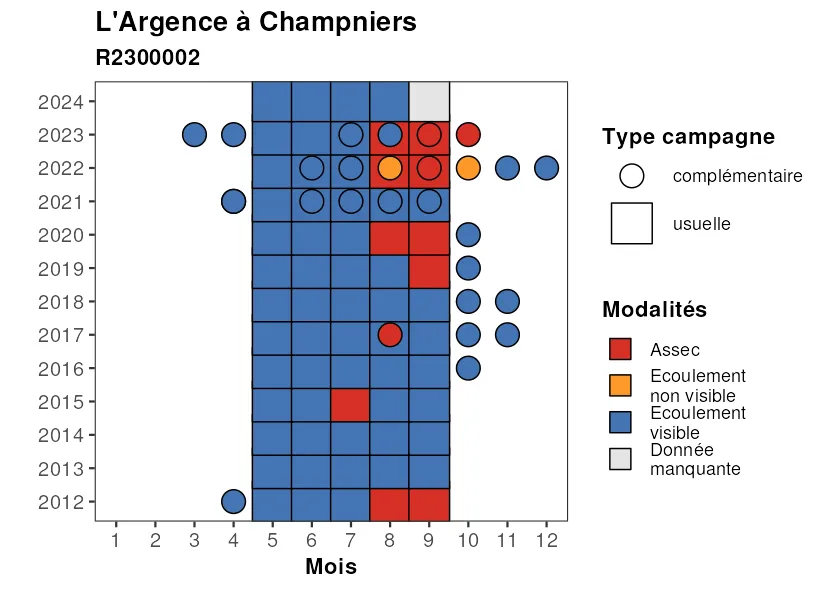 L'Argence à Champniers
R2300002
2024
2023
2022
2021
2020
2019
2018
2017
2016
2015
2014
2013
2012
1 2 3 4 5 6 7 8 9 10 11 12
Mois
Type campagne
complémentaire
usuelle
Modalités
Assec
Ecoulement
non visible
Ecoulement
visible
Donnée
manquante